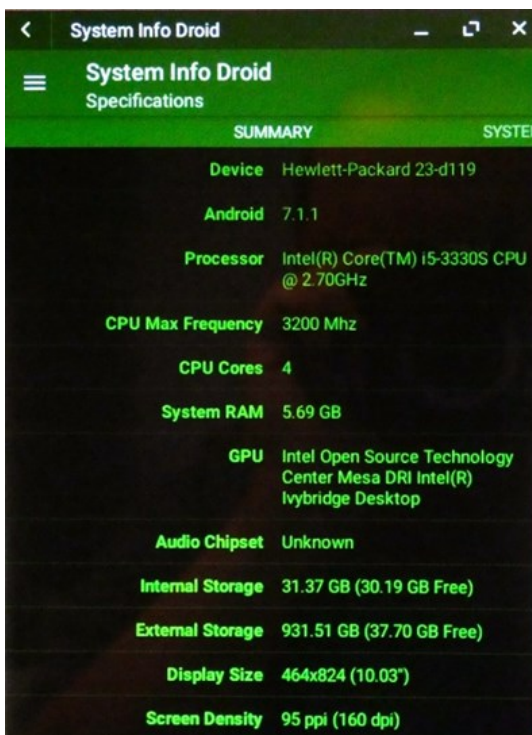 System Info Droid
System Info Droid
Specifications
SUMMARY
Device Hewlett-Packard 23-d119
Android 7.1.1
Processor Intel(R) Core(TM) i5-3330S CPU
@ 2.70GHz
CPU Max Frequency 3200 Mhz
CPU Cores 4
System RAM 5.69 GB
GPU Intel Open Source Technology
Center Mesa DRI Intel(R)
Ivybridge Desktop
Audio Chipset Unknown
Internal Storage 31.37 GB (30.19 GB Free)
External Storage 931.51 GB (37.70 GB Free)
Display Size 464x824 (10.03")
Screen Density 95 ppi (160 dpi)